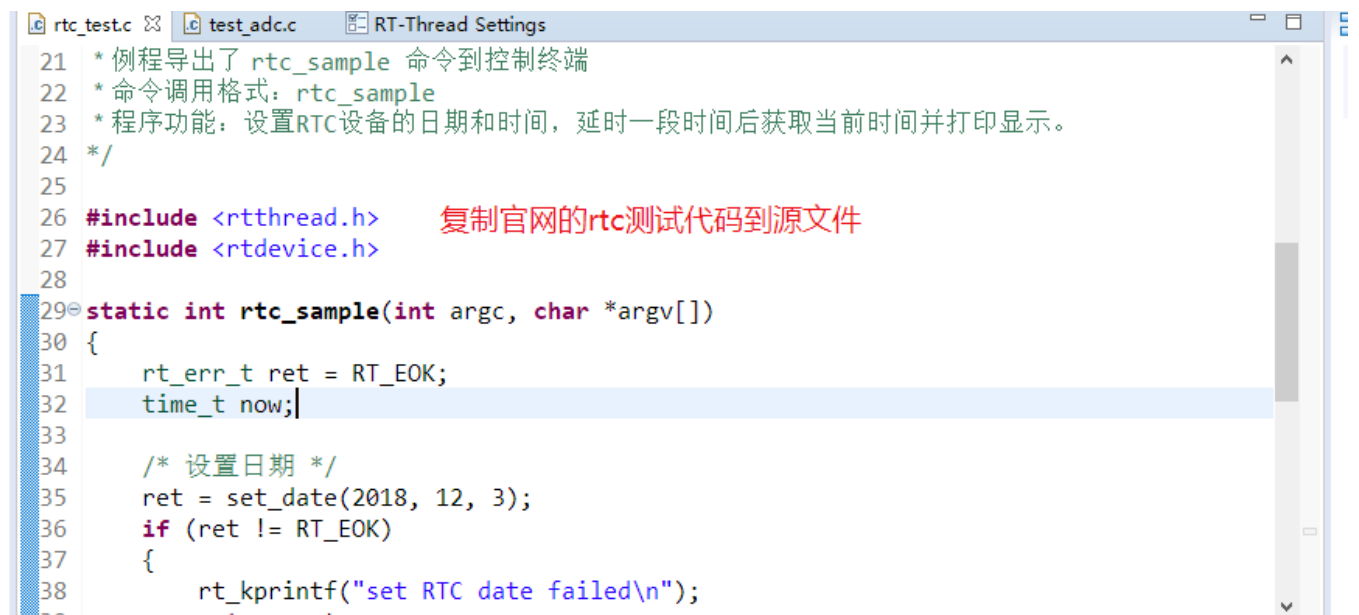 rtc_test.c test_adc.c RT-Thread Settings
21 * 例程导出了 rtc_sample 命令到控制终端
22 * 命令调用格式：rtc_sample
23 * 程序功能：设置RTC设备的日期和时间，延时一段时间后获取当前时间并打印显示。
24 */
25
26 #include <rtthread.h> 复制官网的rtc测试代码到源文件
27 #include <rtdevice.h>
28
29 static int rtc_sample(int argc, char *argv[])
30 {
31 rt_err_t ret = RT_EOK;
32 time_t now;
33
34 /* 设置日期 */
35 ret = set_date(2018, 12, 3);
36 if (ret != RT_EOK)
37 {
38 rt_kprintf("set RTC date failed\n");